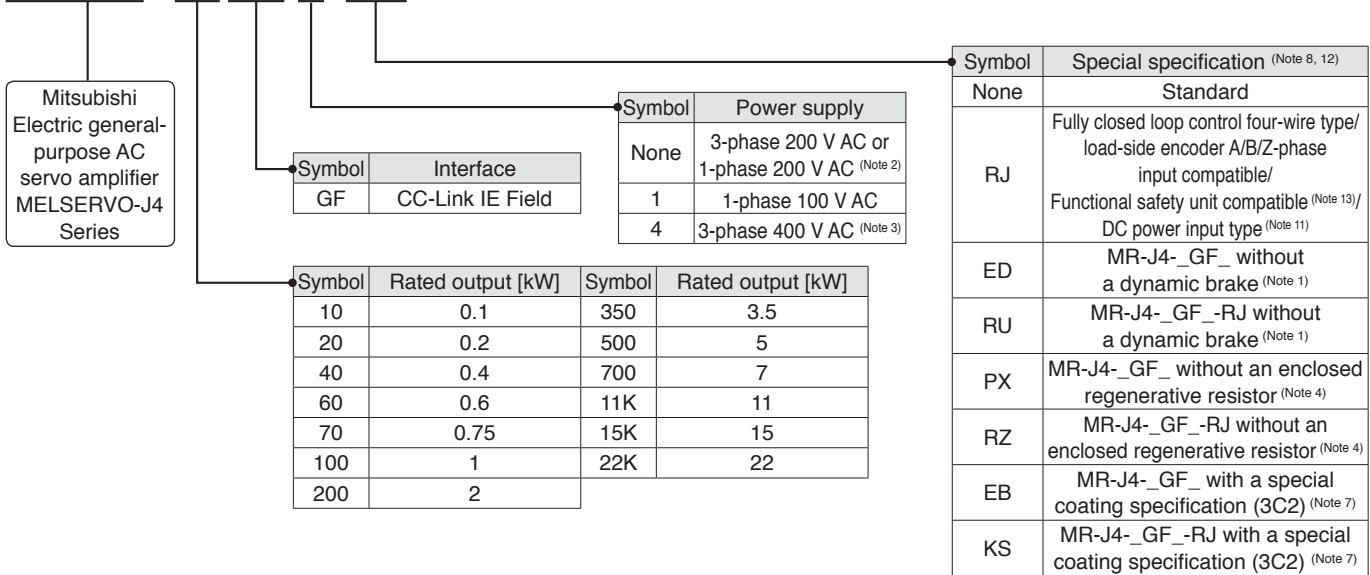 Mitsubishi
Electric general-
purpose AC
servo amplifier
MELSERVO-J4
Series
Symbol Interface
GF CC-Link IE Field
Symbol Power supply
None 3-phase 200 V AC or
1-phase 200 V AC (Note 2)
1 1-phase 100 V AC
4 3-phase 400 V AC (Note 3)
Symbol Rated output [kW] Symbol Rated output [kW]
10 0.1 350 3.5
20 0.2 500 5
40 0.4 700 7
60 0.6 11K 11
70 0.75 15K 15
100 1 22K 22
200 2
Symbol Special specification (Note 8, 12)
None Standard
RJ Fully closed loop control four-wire type/
load-side encoder A/B/Z-phase
input compatible/
Functional safety unit compatible (Note 13)/
DC power input type (Note 11)
ED MR-J4-_GF_ without
a dynamic brake (Note 1)
RU MR-J4-_GF_-RJ without
a dynamic brake (Note 1)
PX MR-J4-_GF_ without an enclosed
regenerative resistor (Note 4)
RZ MR-J4-_GF_-RJ without an
enclosed regenerative resistor (Note 4)
EB MR-J4-_GF_ with a special
coating specification (3C2) (Note 7)
KS MR-J4-_GF_-RJ with a special
coating specification (3C2) (Note 7)